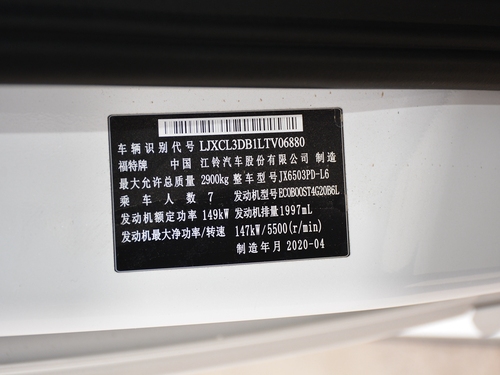 车辆识别代号 LJXCL3DB1LTV06880
福特牌 中国 江铃汽车股份有限公司 制造
最大允许总质量 2900kg 整车型号 JX6503PD-L6
乘车人数 7 发动机型号 ECOB00ST4G20B6L
发动机额定功率 149kW 发动机排量 1997mL
发动机最大净功率/转速 147kW/5500(r/min)
制造年月 2020-04